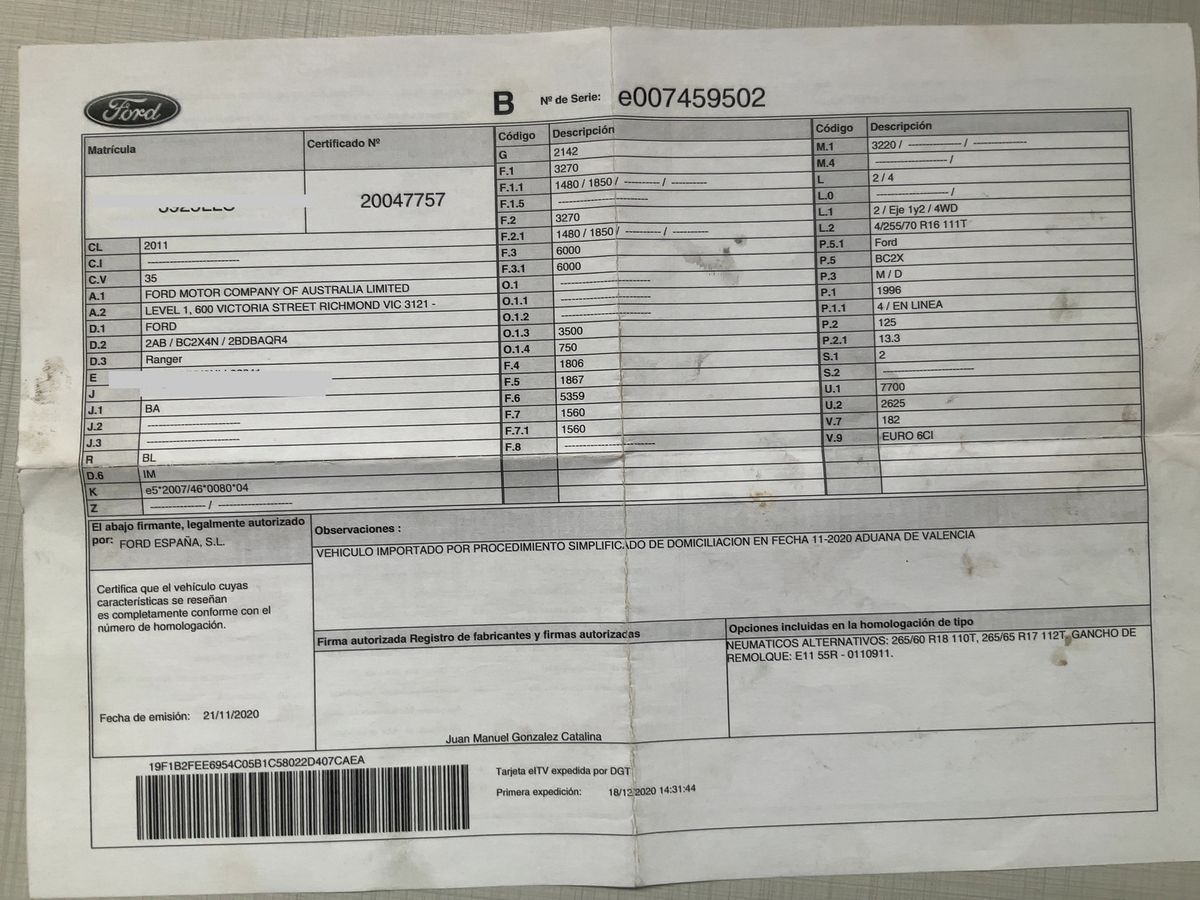 Ford
B Nº de Serie: e007459502
Matrícula
Certificado Nº
20047757
CL 2011
C.I -------------------------
C.V 35
A.1 FORD MOTOR COMPANY OF AUSTRALIA LIMITED
A.2 LEVEL 1, 600 VICTORIA STREET RICHMOND VIC 3121 -
D.1 FORD
D.2 2AB / BC2X4N / 2BDBAQR4
D.3 Ranger
E
J
J.1 BA
J.2 -------------------------
J.3 -------------------------
R BL
D.6 IM
K e5*2007/46*0080*04
Z --------------- / --------------------
Código Descripción
G 2142
F.1 3270
F.1.1 1480 / 1850 / ---------- / ----------
F.1.5 -------------------------
F.2 3270
F.2.1 1480 / 1850 / ---------- / ----------
F.3 6000
F.3.1 6000
O.1 -------------------------
O.1.1 -------------------------
O.1.2 -------------------------
O.1.3 3500
O.1.4 750
F.4 1806
F.5 1867
F.6 5359
F.7 1560
F.7.1 1560
F.8 -------------------------
Código Descripción
M.1 3220 / --------------- / ---------------
M.4 -------------------- /
L 2 / 4
L.0 -------------------- /
L.1 2 / Eje 1y2 / 4WD
L.2 4/255/70 R16 111T
P.5.1 Ford
P.5 BC2X
P.3 M / D
P.1 1996
P.1.1 4 / EN LINEA
P.2 125
P.2.1 13.3
S.1 2
S.2 -------------------------
U.1 7700
U.2 2625
V.7 182
V.9 EURO 6CI
El abajo firmante, legalmente autorizado
por: FORD ESPAÑA, S.L.
Certifica que el vehículo cuyas
características se reseñan
es completamente conforme con el
número de homologación.
Fecha de emisión: 21/11/2020
Observaciones :
VEHICULO IMPORTADO POR PROCEDIMIENTO SIMPLIFICADO DE DOMICILIACION EN FECHA 11-2020 ADUANA DE VALENCIA
Firma autorizada Registro de fabricantes y firmas autorizadas
Juan Manuel Gonzalez Catalina
Opciones incluidas en la homologación de tipo
NEUMATICOS ALTERNATIVOS: 265/60 R18 110T, 265/65 R17 112T, GANCHO DE
REMOLQUE: E11 55R - 0110911.
19F1B2FEE6954C05B1C58022D407CAEA
Tarjeta eITV expedida por DGT
Primera expedición: 18/12/2020 14:31:44